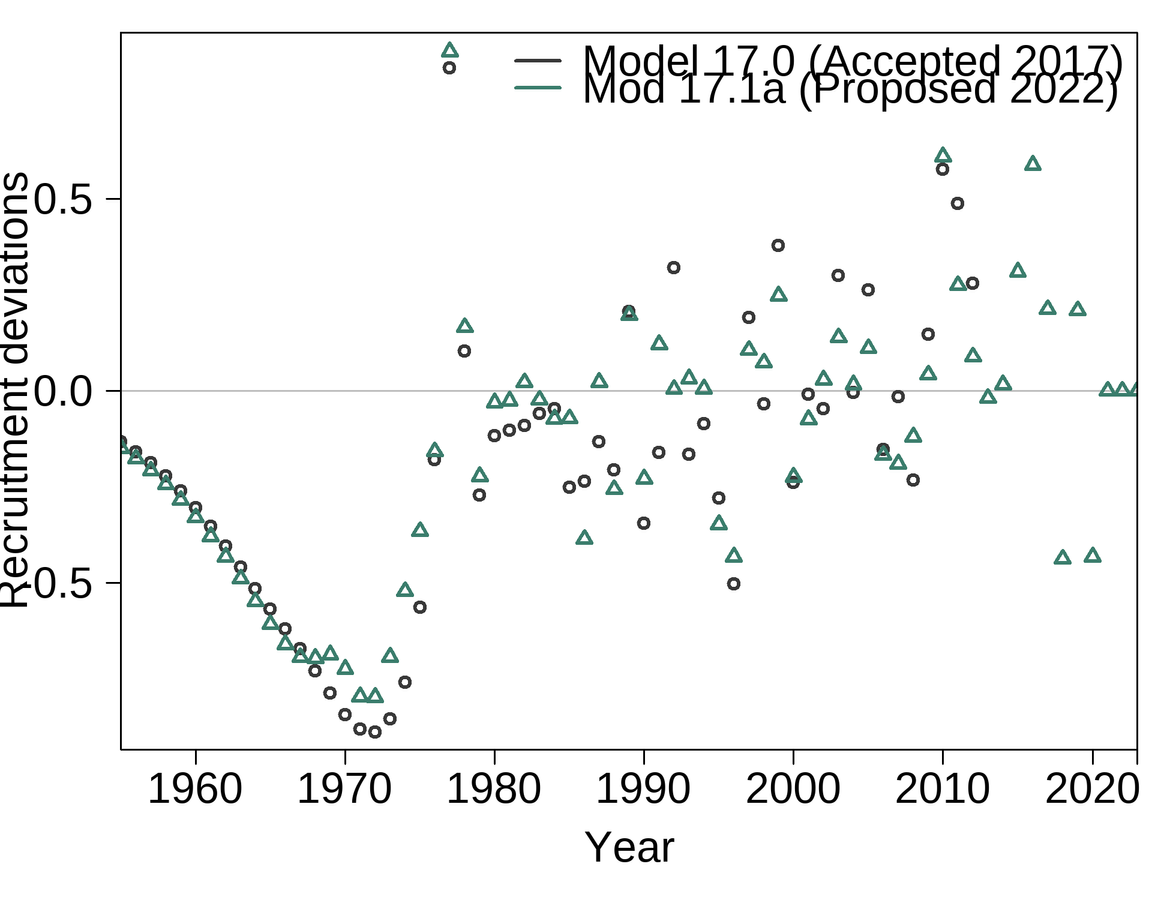 Model 17.0 (Accepted 2017)
Mod 17.1a (Proposed 2022)
Recruitment deviations
0.5
0.0
-0.5
1960 1970 1980 1990 2000 2010 2020
Year